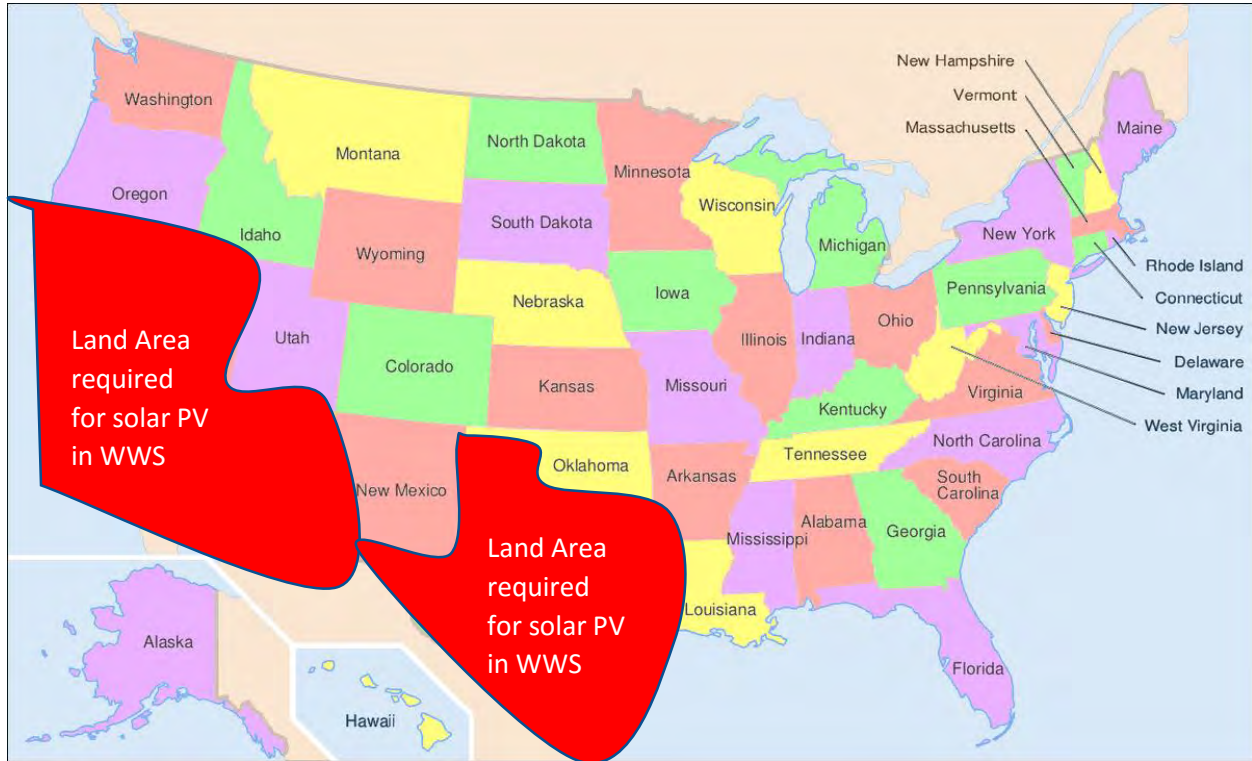 New Hampshire
Vermont
Massachusetts
Washington
Montana
North Dakota
Minnesota
Maine
Oregon
Idaho
Wyoming
South Dakota
Wisconsin
Michigan
New York
Rhode Island
Connecticut
New Jersey
Delaware
Maryland
West Virginia
Land Area
required
for solar PV
in WWS
Utah
Colorado
Nebraska
Iowa
Illinois
Indiana
Ohio
Pennsylvania
Kansas
Missouri
Kentucky
Virginia
New Mexico
Oklahoma
Arkansas
Tennessee
North Carolina
South
Carolina
Land Area
required
for solar PV
in WWS
Mississippi
Alabama
Georgia
Louisiana
Florida
Alaska
Hawaii